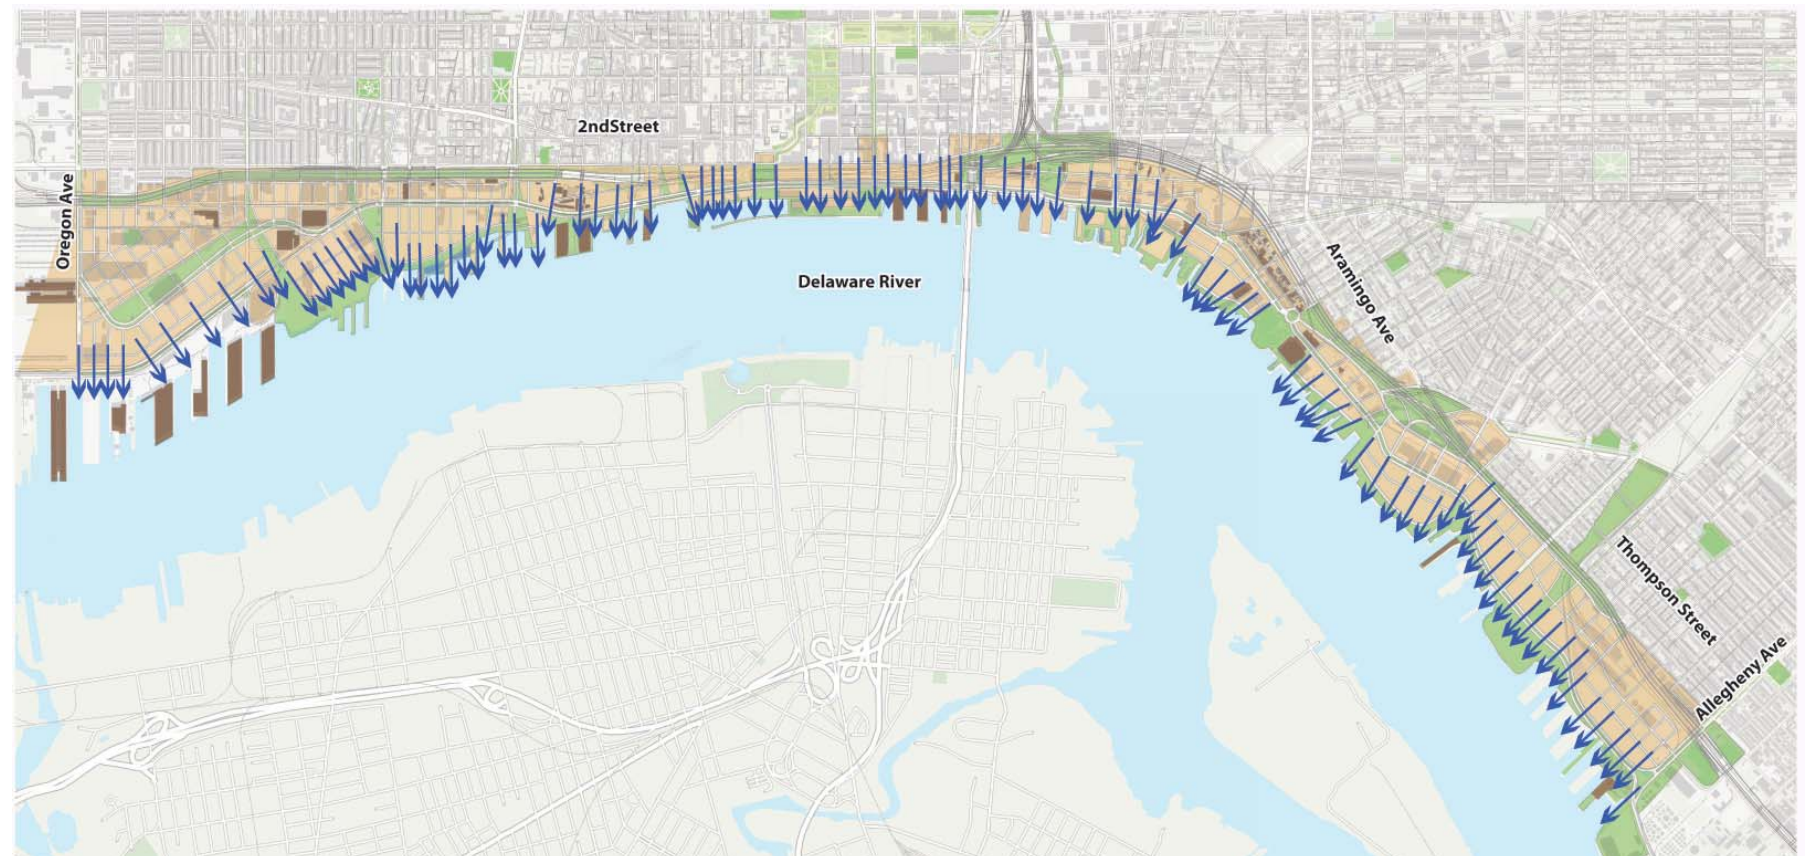 2ndStreet
Oregon Ave
Delaware River
Aramingo Ave
Thompson Street
Allegheny Ave